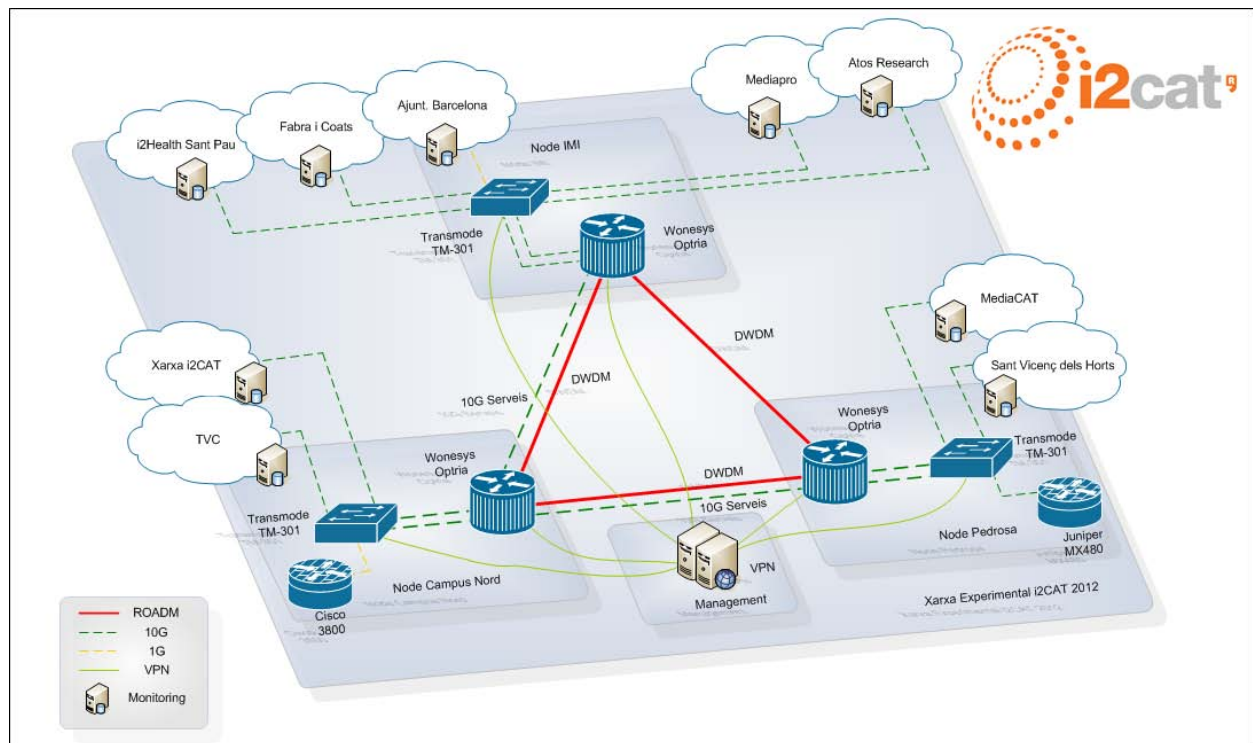 i2cat
R
Atos Research
Mediapro
Ajunt. Barcelona
Fabra i Coats
i2Health Sant Pau
Node IMI
Transmode
TM-301
Wonesys
Optria
MediaCAT
Sant Vicenç dels Horts
DWDM
DWDM
10G Serveis
Xarxa i2CAT
TVC
Wonesys
Optria
Wonesys
Optria
Transmode
TM-301
DWDM
10G Serveis
Transmode
TM-301
Node Pedrosa
Juniper
MX480
Node Campus Nord
VPN
Management
Xarxa Experimental i2CAT 2012
Cisco
3800
ROADM
10G
1G
VPN
Monitoring